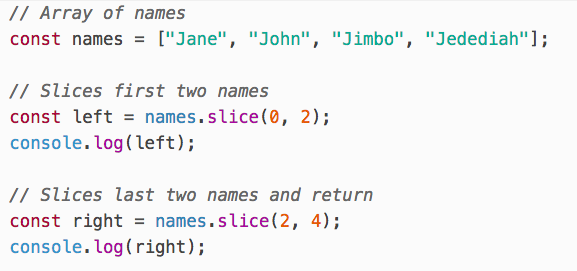 // Array of names
const names = ["Jane", "John", "Jimbo", "Jedediah"];
// Slices first two names
const left = names.slice(0, 2);
console.log(left);
// Slices last two names and return
const right = names.slice(2, 4);
console.log(right);